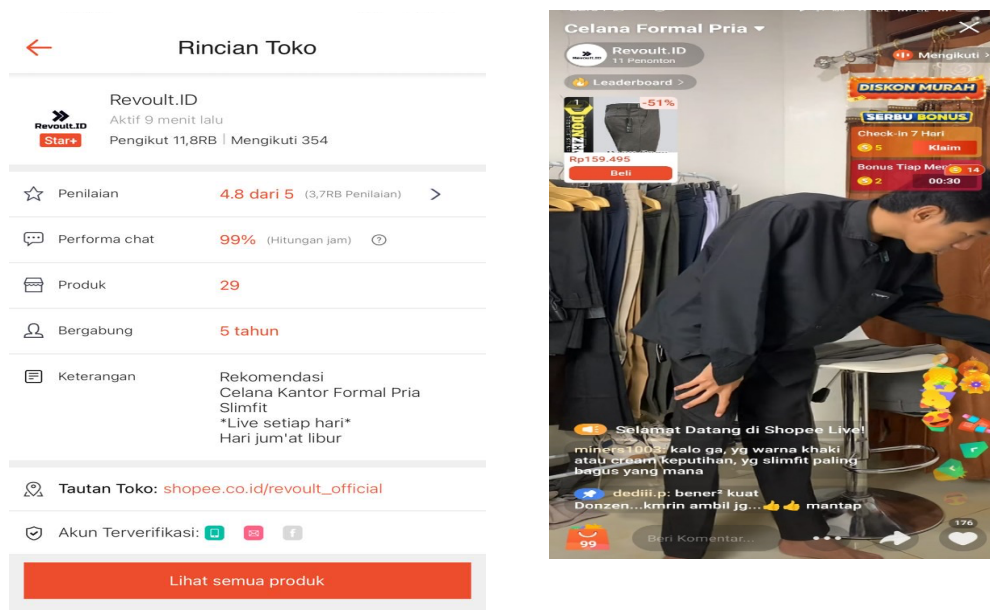 Rincian Toko
Revoult.ID
Aktif 9 menit lalu
Revoult.ID
Star+
Pengikut 11,8RB | Mengikuti 354
Penilaian
4.8 dari 5 (3,7RB Penilaian)
Performa chat
99% (Hitungan jam)
Produk
29
Bergabung
5 tahun
Keterangan
Rekomendasi
Celana Kantor Formal Pria
Slimfit
*Live setiap hari*
Hari jum'at libur
Tautan Toko: shopee.co.id/revoult_official
Akun Terverifikasi:
Lihat semua produk
Celana Formal Pria
Revoult.ID
11 Penonton
Mengikuti
Leaderboard >
1
-51%
DONZEN
Rp159.495
Beli
DISKON MURAH
SERBU BONUS
Check-in 7 Hari
5
Klaim
Bonus Tiap
14
2
00:30
Selamat Datang di Shopee Live!
miners1003: kalo ga, yg warna khaki
atau cream keputihan, yg slimfit paling
bagus yang mana
dediii.p: bener² kuat
Donzen...kmrin ambil jg...👍👍 mantap
99
Beri Komentar...
176